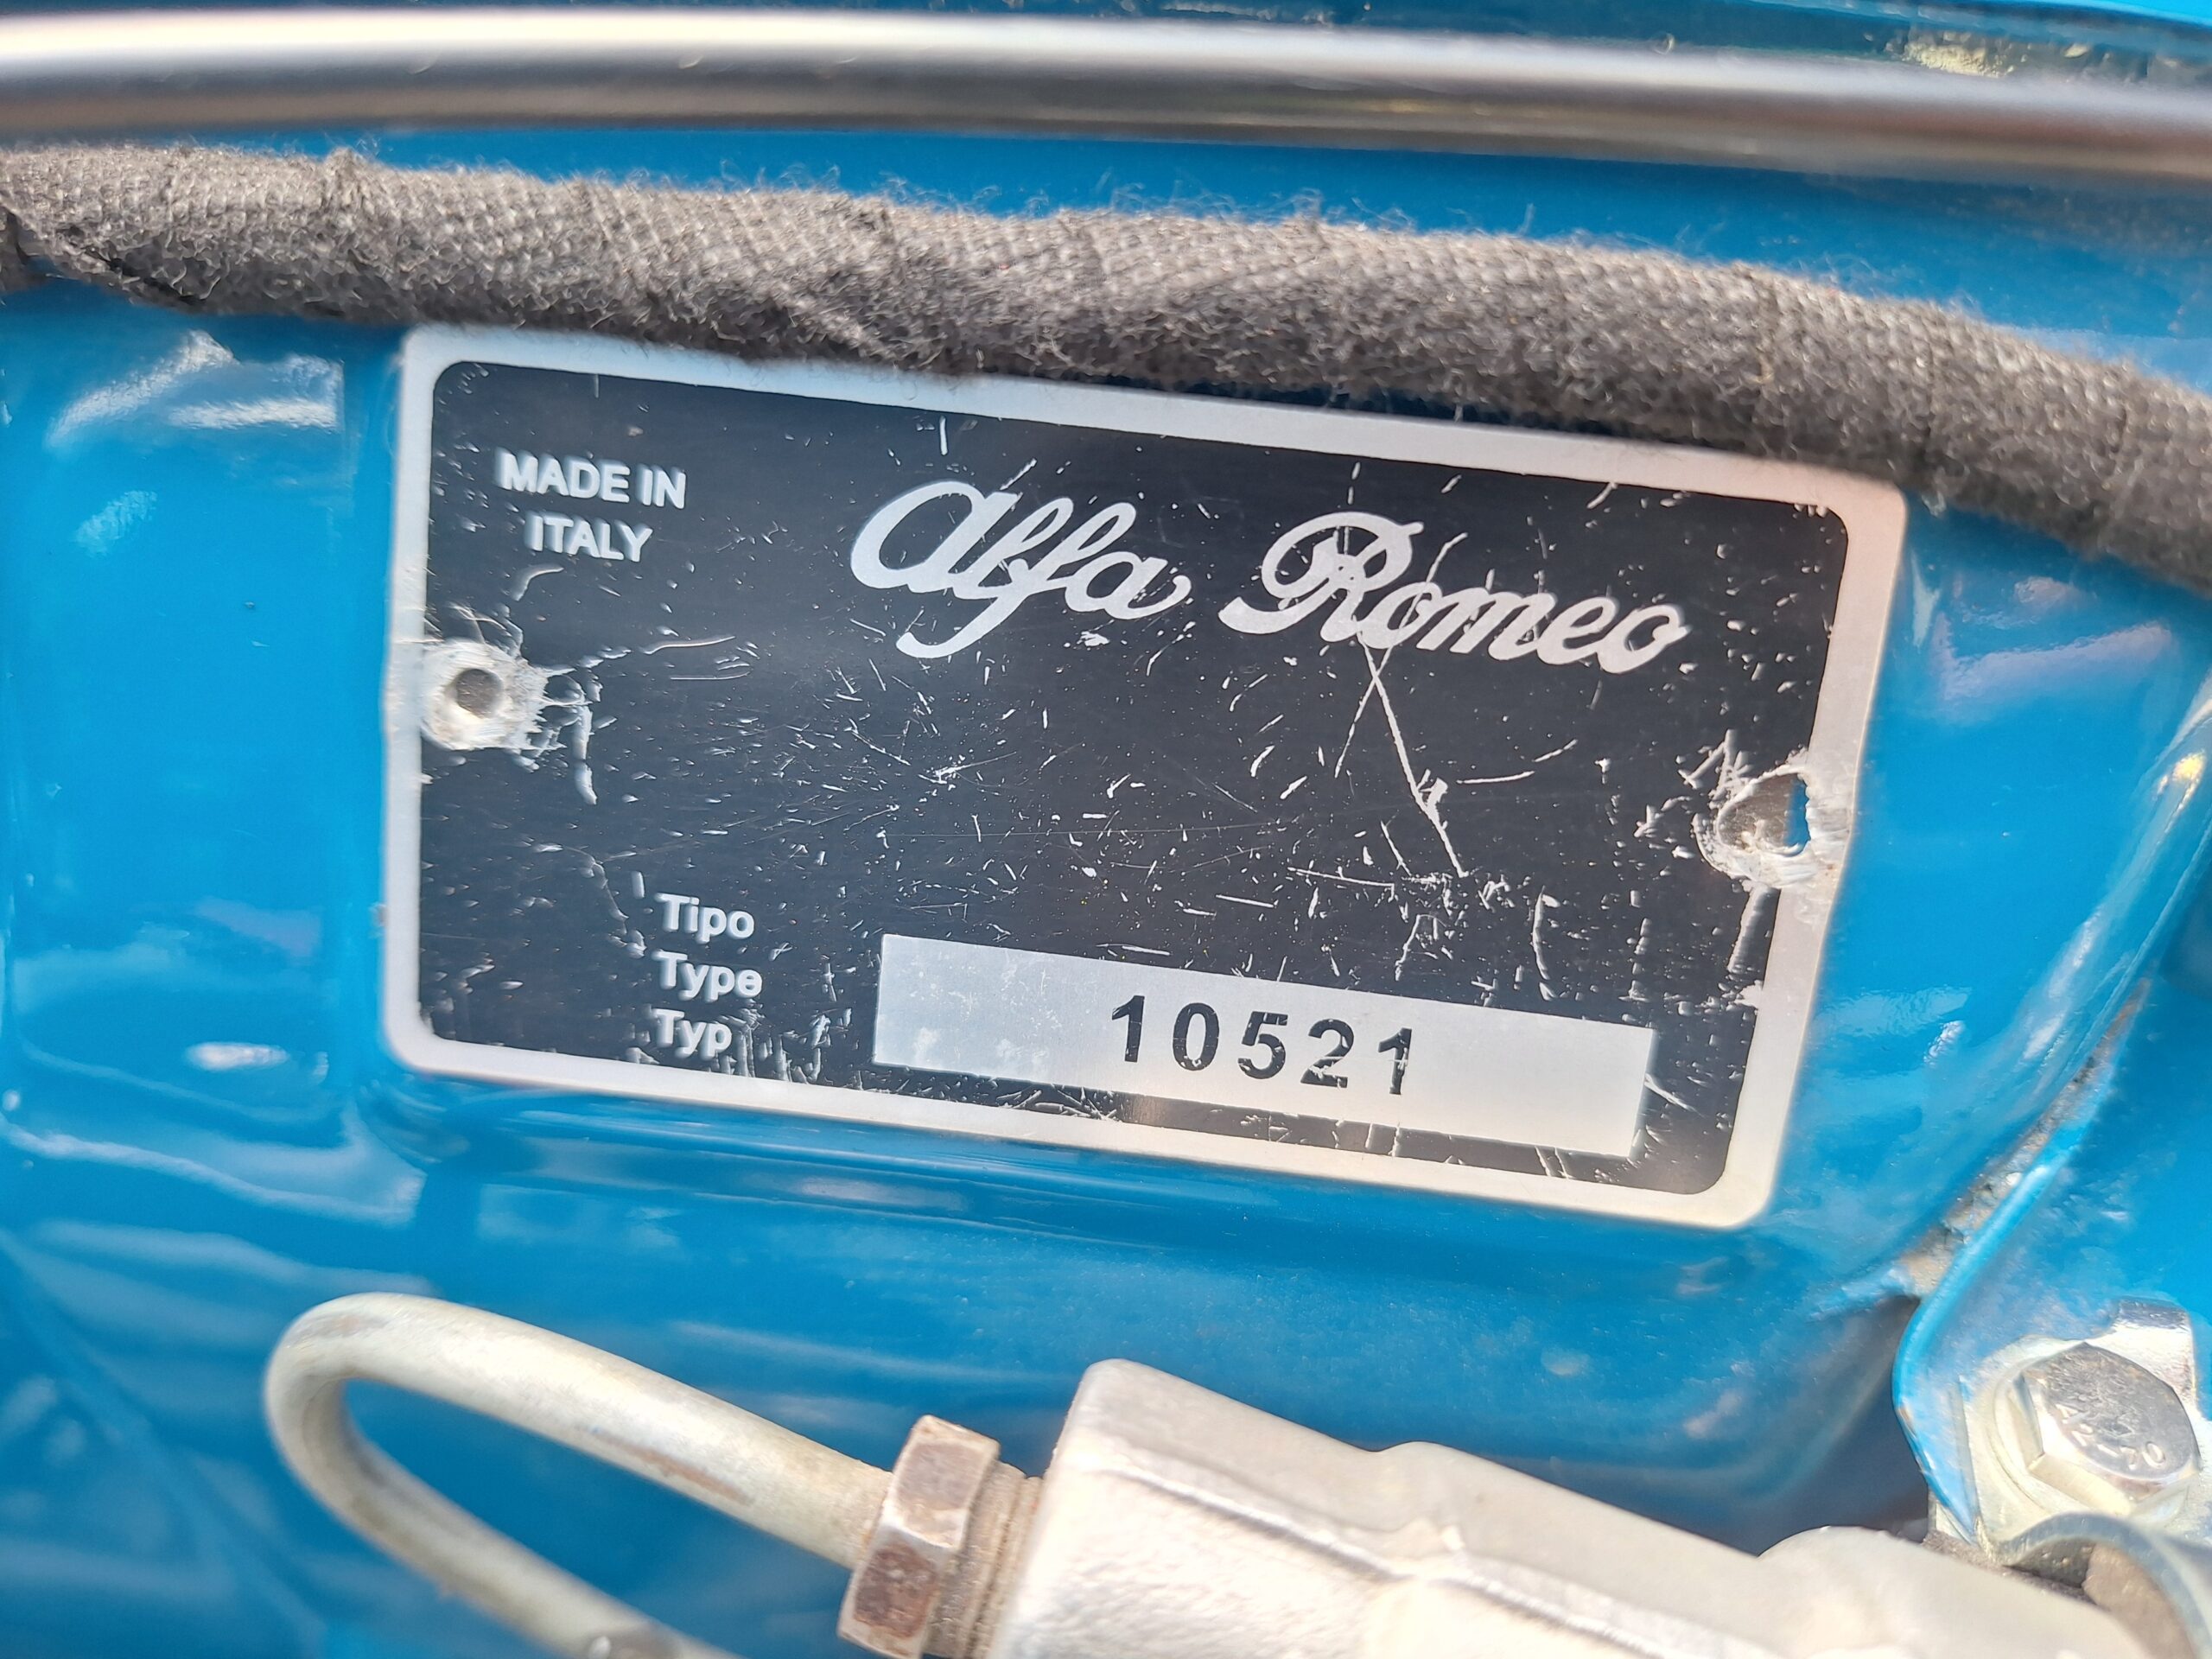 MADE IN
ITALY
Alfa Romeo
Tipo
Type
Typ
10521